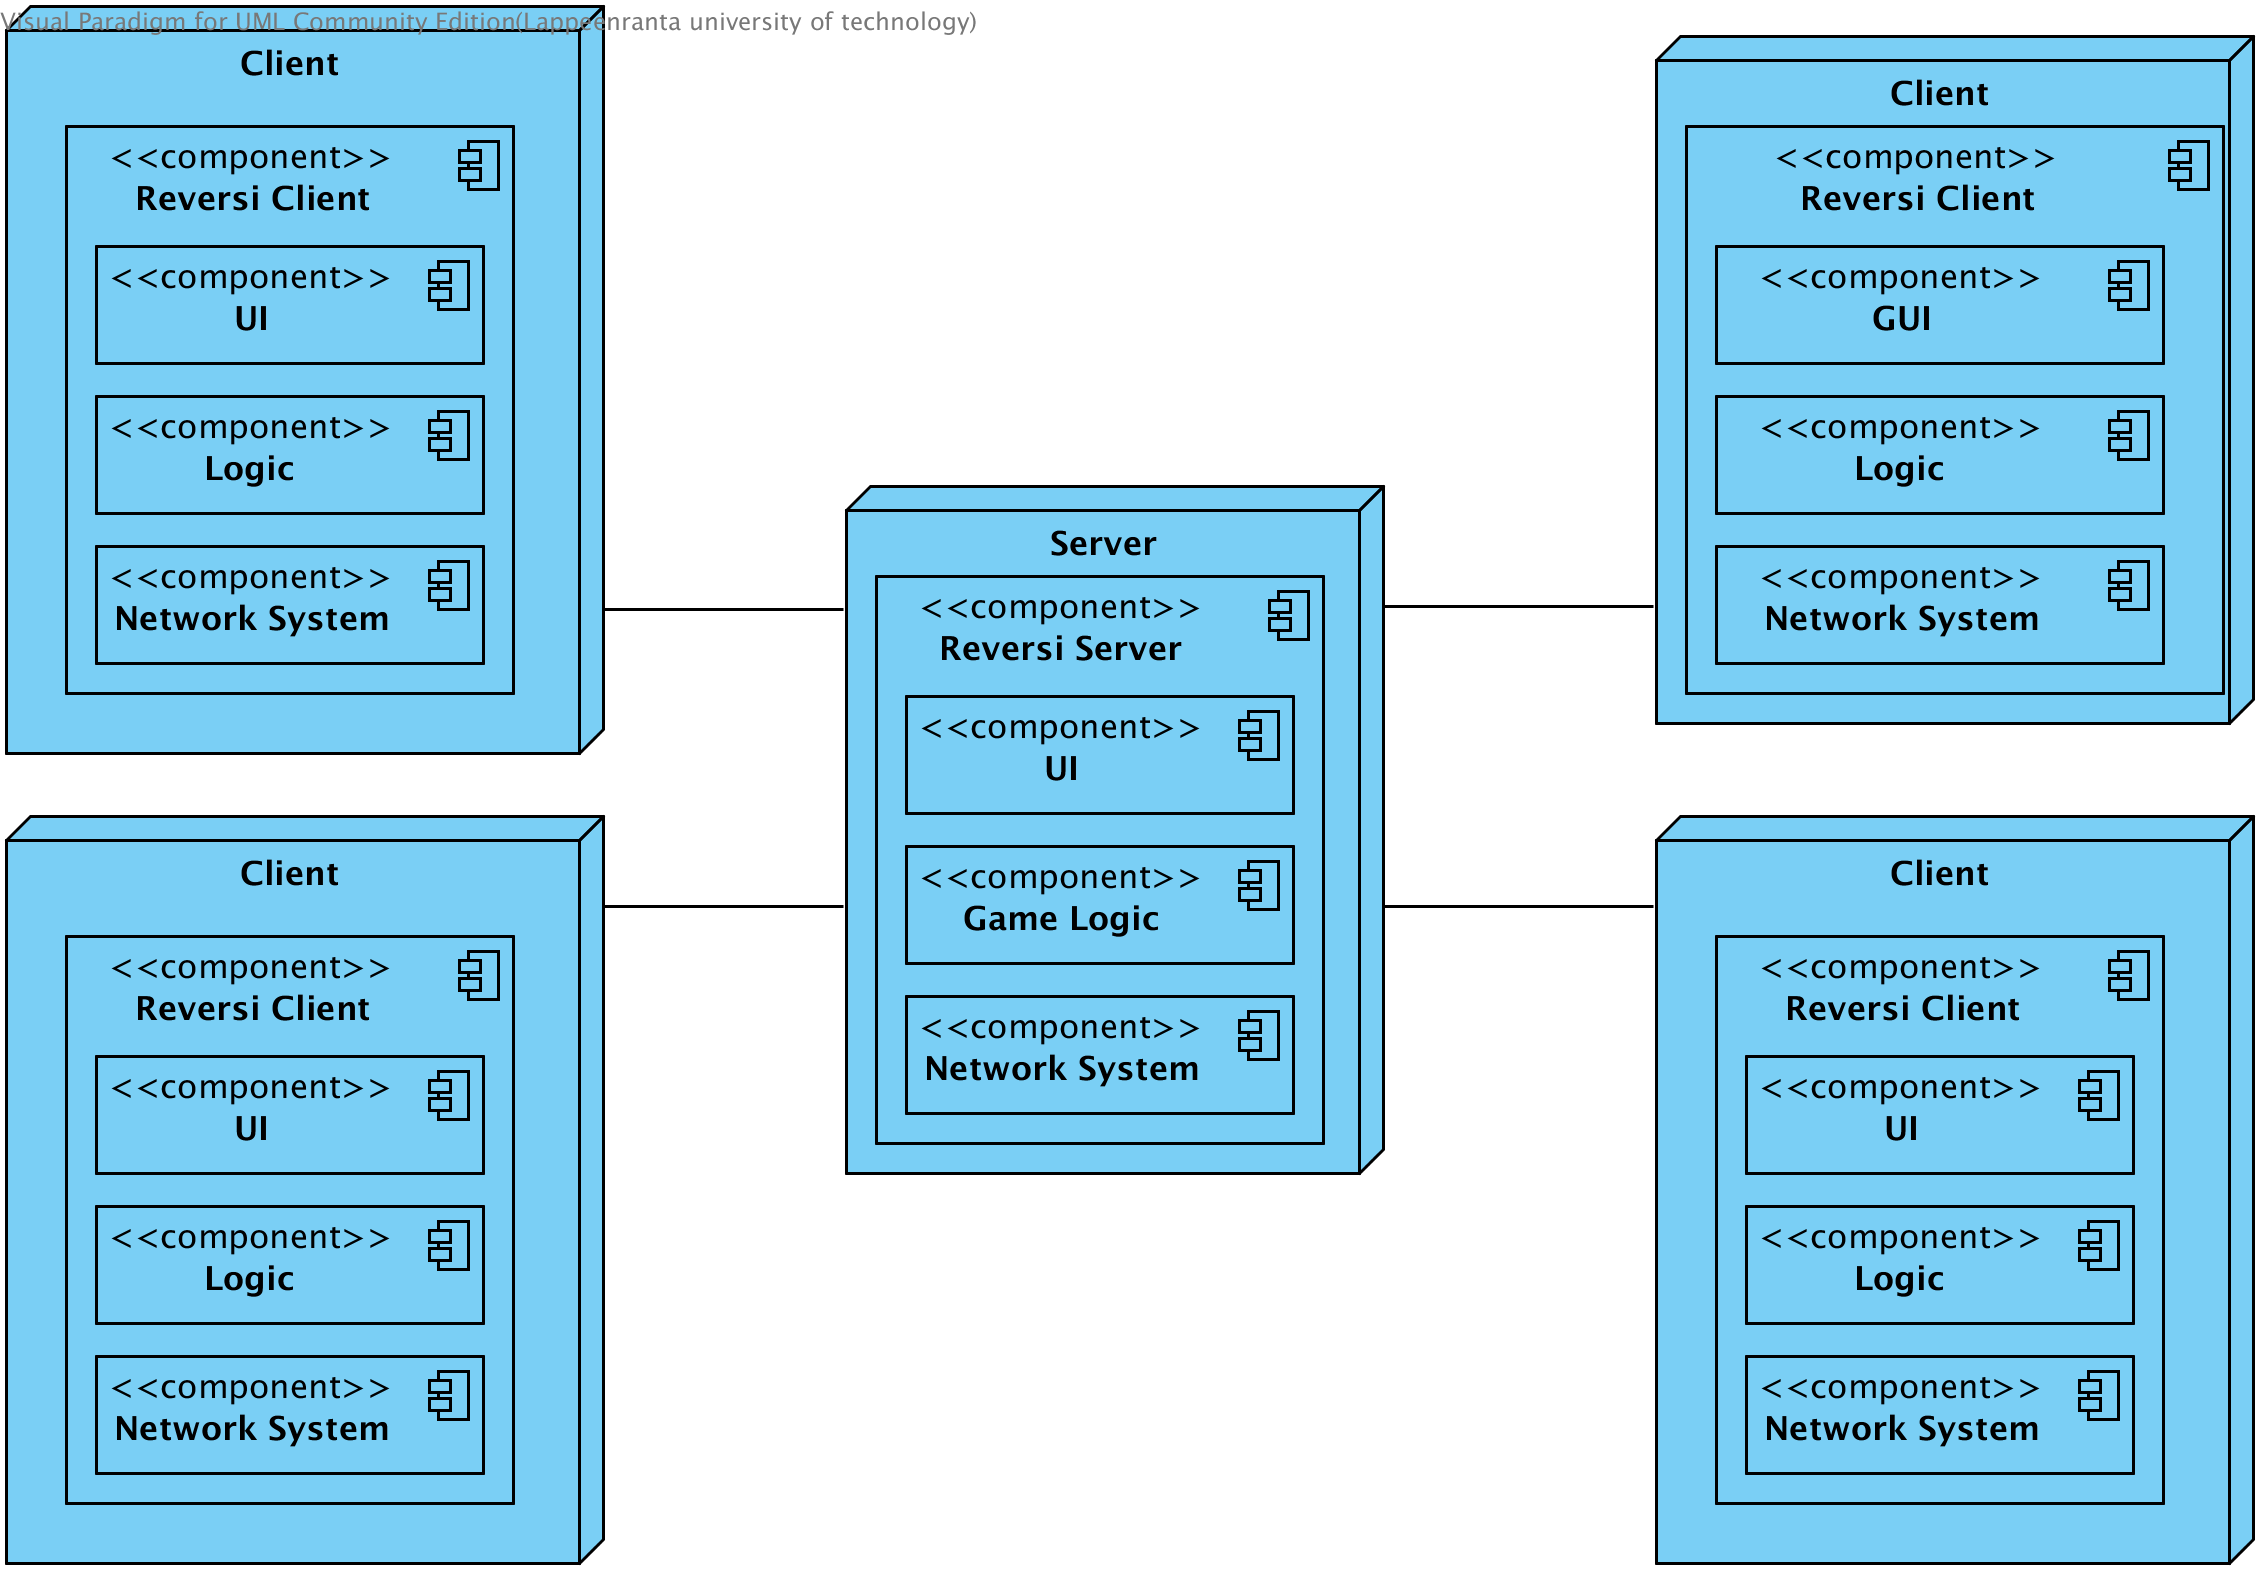 Visual Paradigm for UML Community Edition(Lappeenranta university of technology)
Client
<<component>>
Reversi Client
<<component>>
UI
<<component>>
Logic
<<component>>
Network System
Client
<<component>>
Reversi Client
<<component>>
GUI
<<component>>
Logic
<<component>>
Network System
Server
<<component>>
Reversi Server
<<component>>
UI
<<component>>
Game Logic
<<component>>
Network System
Client
<<component>>
Reversi Client
<<component>>
UI
<<component>>
Logic
<<component>>
Network System
Client
<<component>>
Reversi Client
<<component>>
UI
<<component>>
Logic
<<component>>
Network System